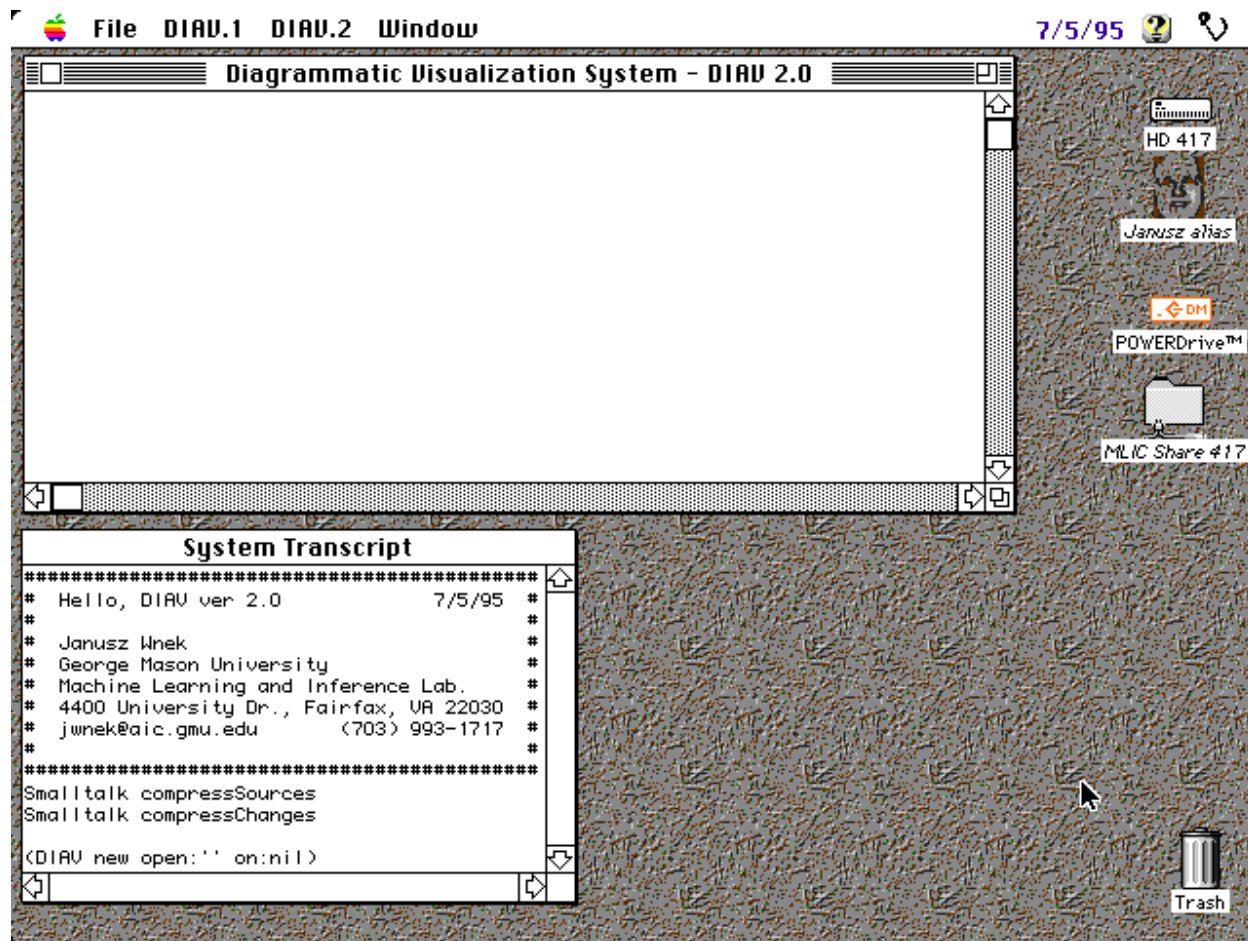 File DIAV.1 DIAV.2 Window 7/5/95
Diagrammatic Visualization System - DIAV 2.0
HD 417
Janusz alias
DM
POWERDrive™
MLIC Share 417
System Transcript
############################################
# Hello, DIAV ver 2.0 7/5/95 #
# #
# Janusz Wnek #
# George Mason University #
# Machine Learning and Inference Lab. #
# 4400 University Dr., Fairfax, VA 22030 #
# jwnek@aic.gmu.edu (703) 993-1717 #
# #
############################################
Smalltalk compressSources
Smalltalk compressChanges
(DIAV new open:'' on:nil)
Trash